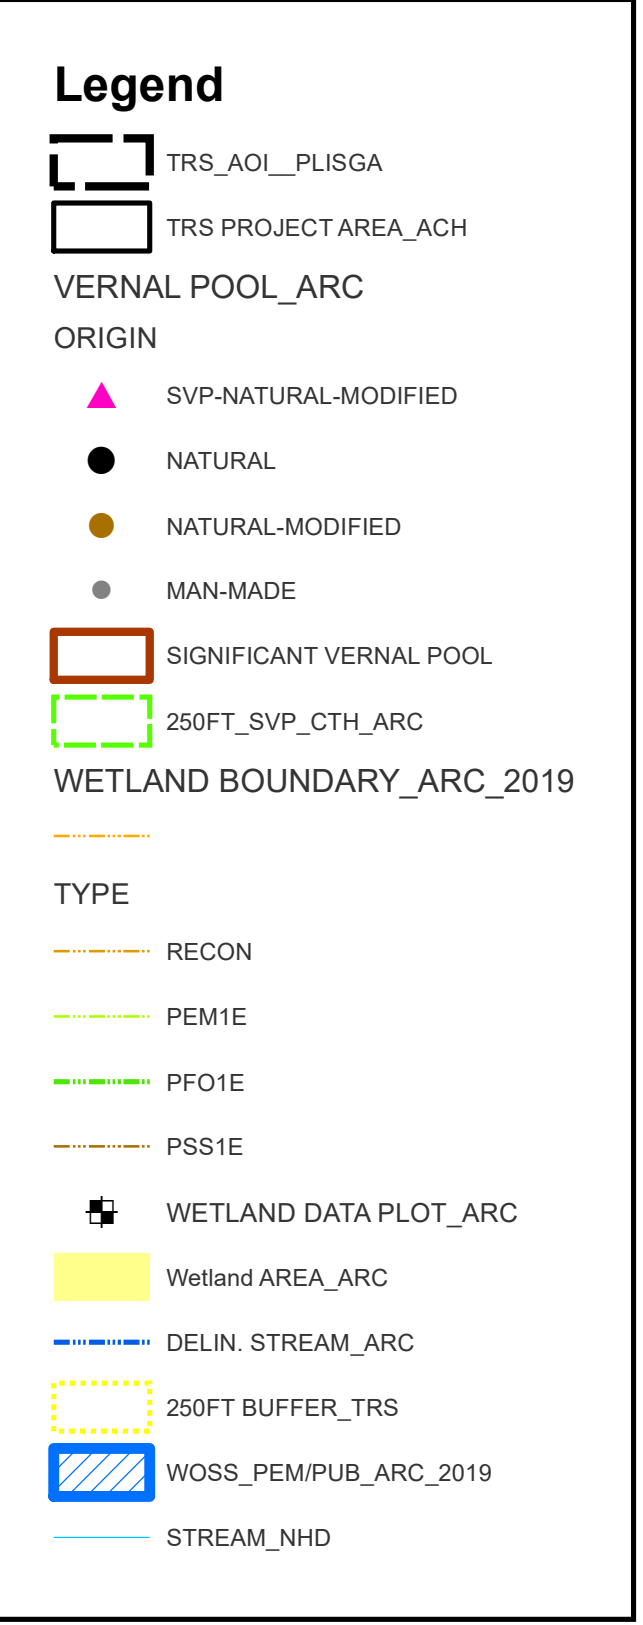 Legend
TRS_AOI__PLISGA
TRS PROJECT AREA_ACH
VERNAL POOL_ARC
ORIGIN
SVP-NATURAL-MODIFIED
NATURAL
NATURAL-MODIFIED
MAN-MADE
SIGNIFICANT VERNAL POOL
250FT_SVP_CTH_ARC
WETLAND BOUNDARY_ARC_2019
TYPE
RECON
PEM1E
PFO1E
PSS1E
WETLAND DATA PLOT_ARC
Wetland AREA_ARC
DELIN. STREAM_ARC
250FT BUFFER_TRS
WOSS_PEM/PUB_ARC_2019
STREAM_NHD